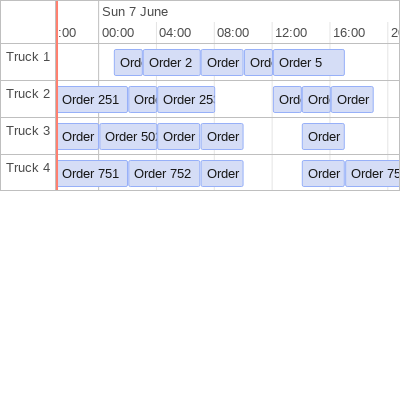 Sun 7 June
:00 00:00 04:00 08:00 12:00 16:00 2
Truck 1 Ord Order 2 Order Ord Order 5
Truck 2 Order 251 Ord Order 25 Ord Ord Order
Truck 3 Order Order 50 Order Order Order
Truck 4 Order 751 Order 752 Order Order Order 75